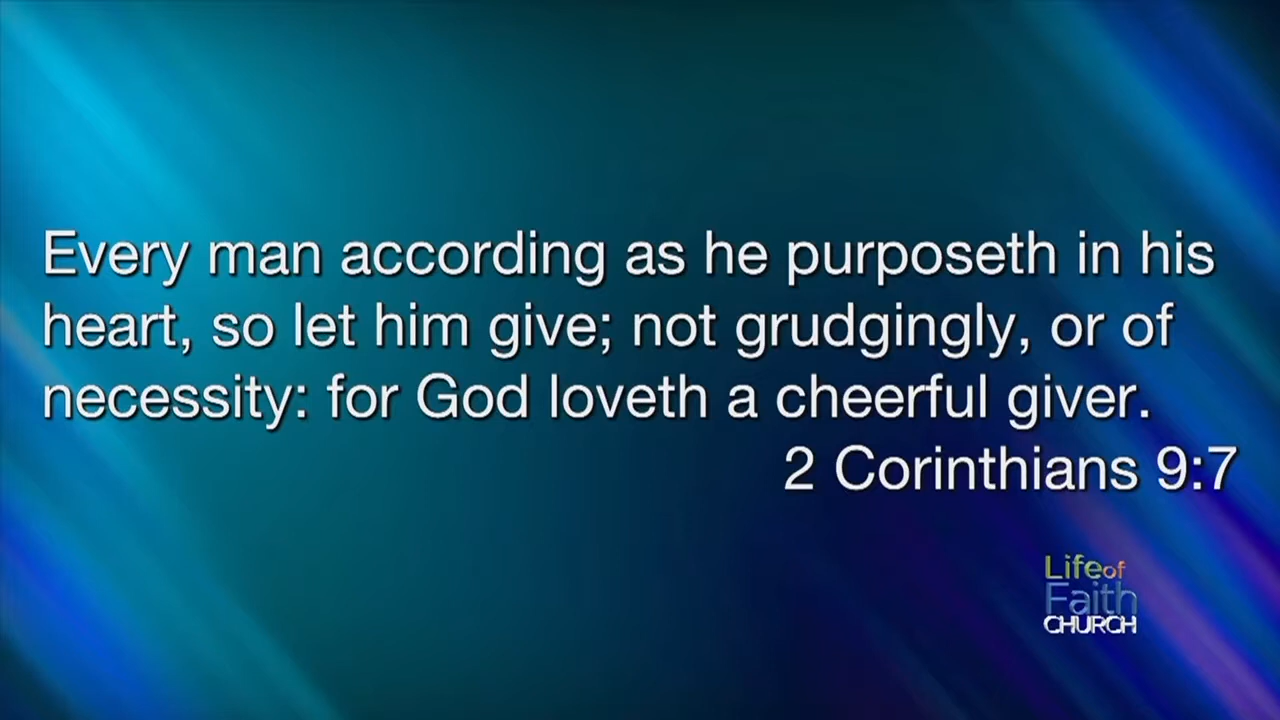 Every man according as he purposeth in his
heart, so let him give; not grudgingly, or of
necessity: for God loveth a cheerful giver.
2 Corinthians 9:7
Life of
Faith
CHURCH